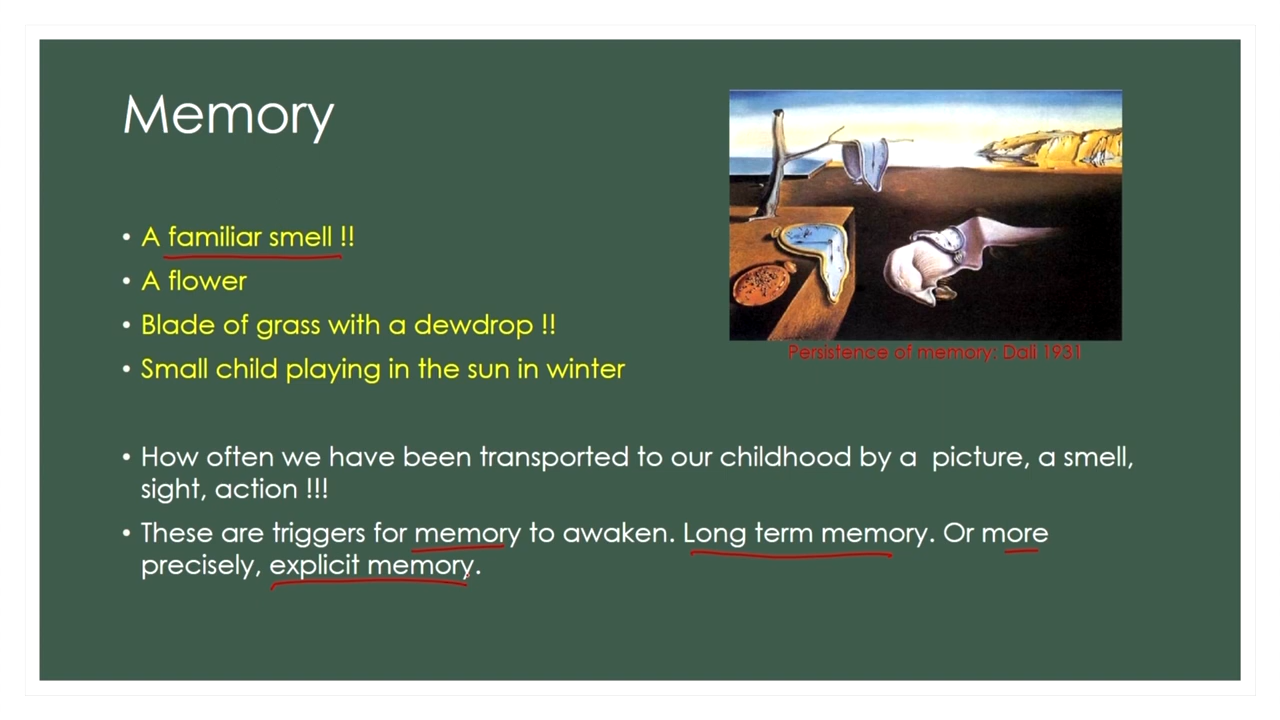 Memory
• A familiar smell !!
• A flower
• Blade of grass with a dewdrop !!
• Small child playing in the sun in winter
Persistence of memory: Dali 1931
• How often we have been transported to our childhood by a picture, a smell,
sight, action !!!
• These are triggers for memory to awaken. Long term memory. Or more
precisely, explicit memory.